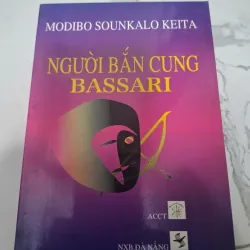 MODIBO SOUNKALO KEITA
NGƯỜI BẮN CUNG
BASSARI
ACCT
NXB ĐÀ NẴNG